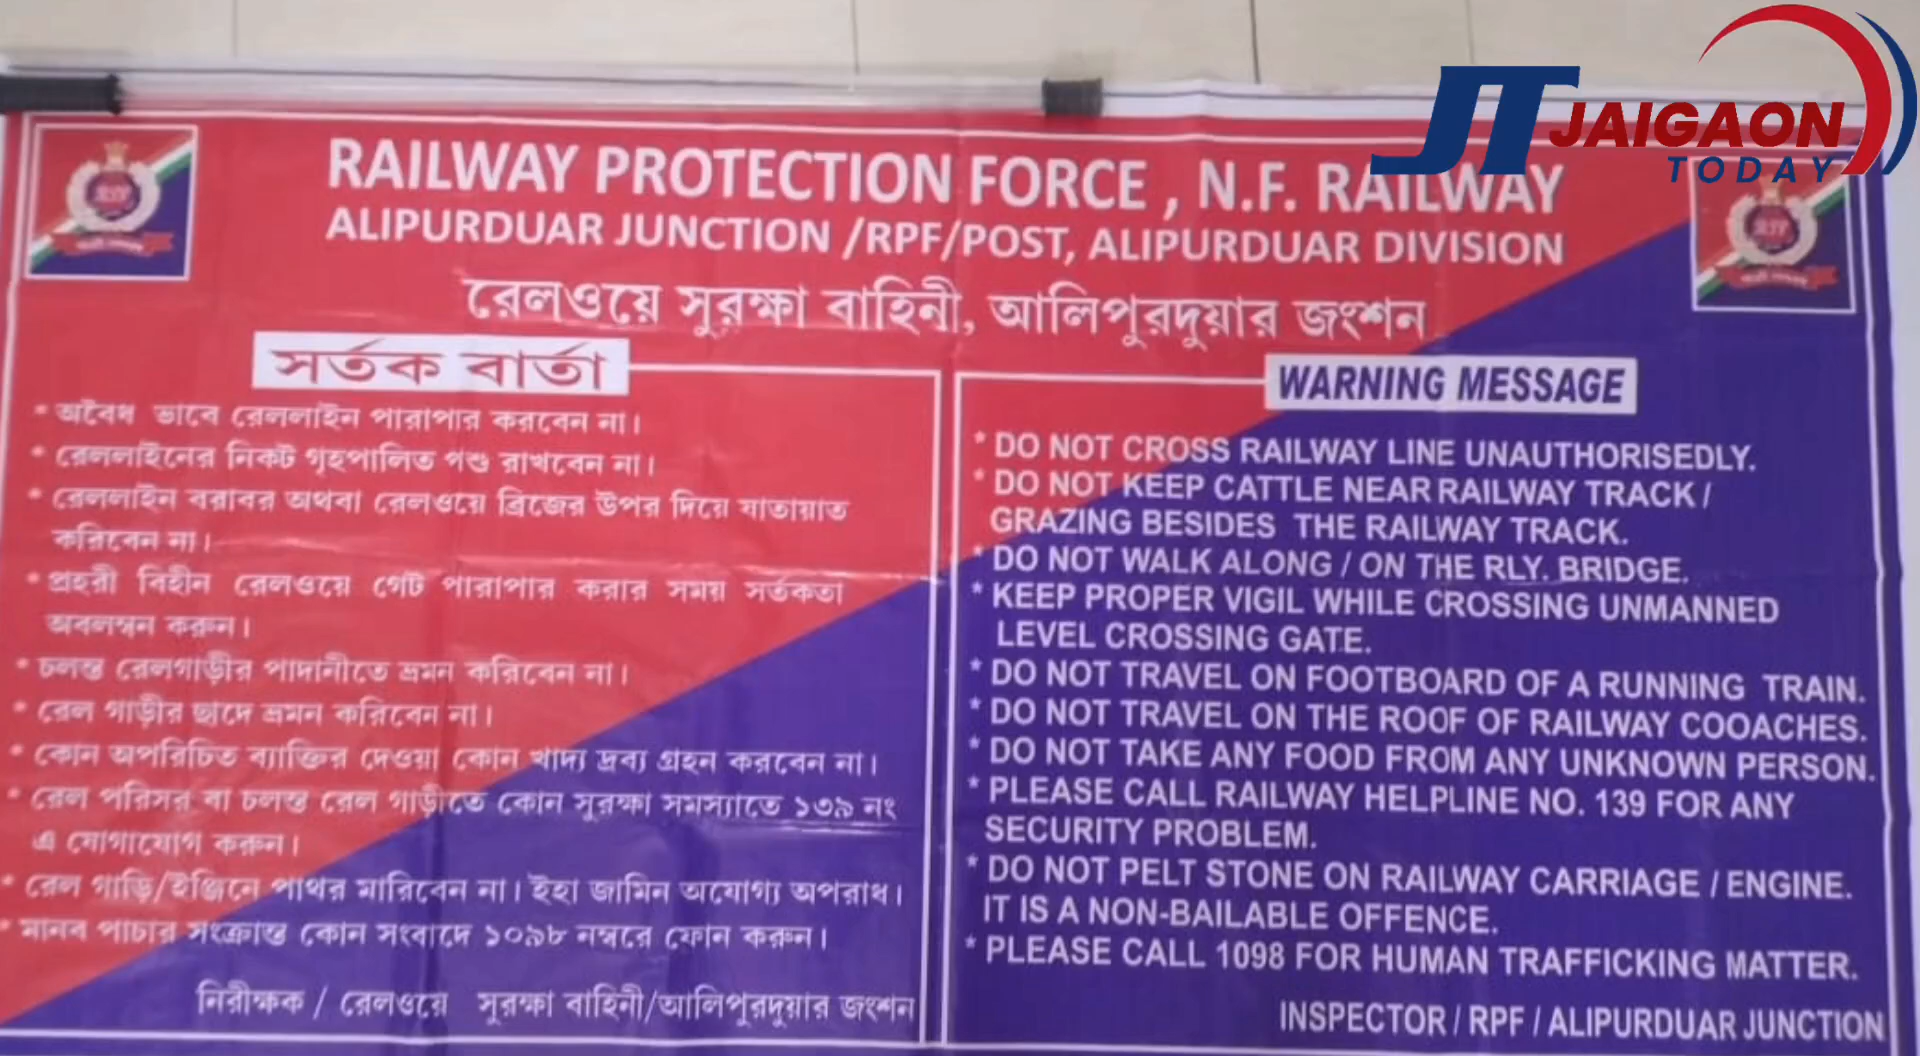 JT JAIGAON
TODAY
RAILWAY PROTECTION FORCE , N.F. RAILWAY
ALIPURDUAR JUNCTION /RPF/POST, ALIPURDUAR DIVISION
রেলওয়ে সুরক্ষা বাহিনী, আলিপুরদুয়ার জংশন
সর্তক বার্তা
* অবৈধ ভাবে রেললাইন পারাপার করবেন না।
* রেললাইনের নিকট গৃহপালিত পশু রাখবেন না।
* রেললাইন বরাবর অথবা রেলওয়ে ব্রিজের উপর দিয়ে যাতায়াত
করিবেন না।
* প্রহরী বিহীন রেলওয়ে গেট পারাপার করার সময় সর্তকতা
অবলম্বন করুন।
* চলন্ত রেলগাড়ীর পাদানীতে ভ্রমন করিবেন না।
* রেল গাড়ীর ছাদে ভ্রমন করিবেন না।
* কোন অপরিচিত ব্যাক্তির দেওয়া কোন খাদ্য দ্রব্য গ্রহন করবেন না।
* রেল পরিসর বা চলন্ত রেল গাড়ীতে কোন সুরক্ষা সমস্যাতে ১৩৯ নং
এ যোগাযোগ করুন।
* রেল গাড়ি/ইঞ্জিনে পাথর মারিবেন না। ইহা জামিন অযোগ্য অপরাধ।
* মানব পাচার সংক্রান্ত কোন সংবাদে ১০৯৮ নম্বরে ফোন করুন।
নিরীক্ষক / রেলওয়ে সুরক্ষা বাহিনী/আলিপুরদুয়ার জংশন
WARNING MESSAGE
* DO NOT CROSS RAILWAY LINE UNAUTHORISEDLY.
* DO NOT KEEP CATTLE NEAR RAILWAY TRACK /
GRAZING BESIDES THE RAILWAY TRACK.
* DO NOT WALK ALONG / ON THE RLY. BRIDGE.
* KEEP PROPER VIGIL WHILE CROSSING UNMANNED
LEVEL CROSSING GATE.
* DO NOT TRAVEL ON FOOTBOARD OF A RUNNING TRAIN.
* DO NOT TRAVEL ON THE ROOF OF RAILWAY COOACHES.
* DO NOT TAKE ANY FOOD FROM ANY UNKNOWN PERSON.
* PLEASE CALL RAILWAY HELPLINE NO. 139 FOR ANY
SECURITY PROBLEM.
* DO NOT PELT STONE ON RAILWAY CARRIAGE / ENGINE.
IT IS A NON-BAILABLE OFFENCE.
* PLEASE CALL 1098 FOR HUMAN TRAFFICKING MATTER.
INSPECTOR / RPF / ALIPURDUAR JUNCTION